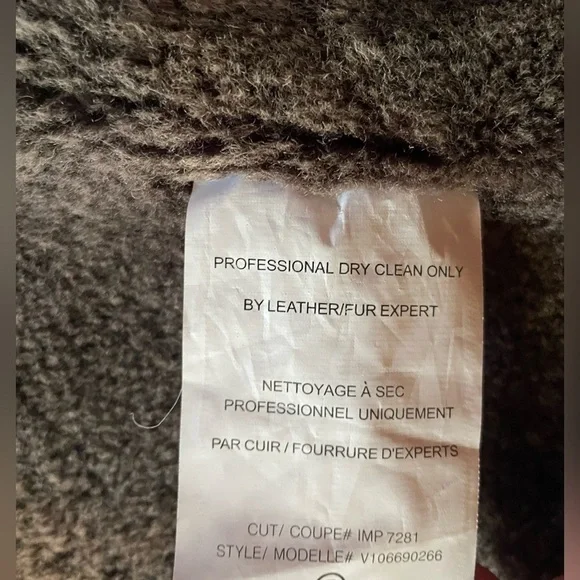 PROFESSIONAL DRY CLEAN ONLY
BY LEATHER/FUR EXPERT
NETTOYAGE À SEC
PROFESSIONNEL UNIQUEMENT
PAR CUIR / FOURRURE D'EXPERTS
CUT/ COUPE# IMP 7281
STYLE/ MODELLE# V106690266